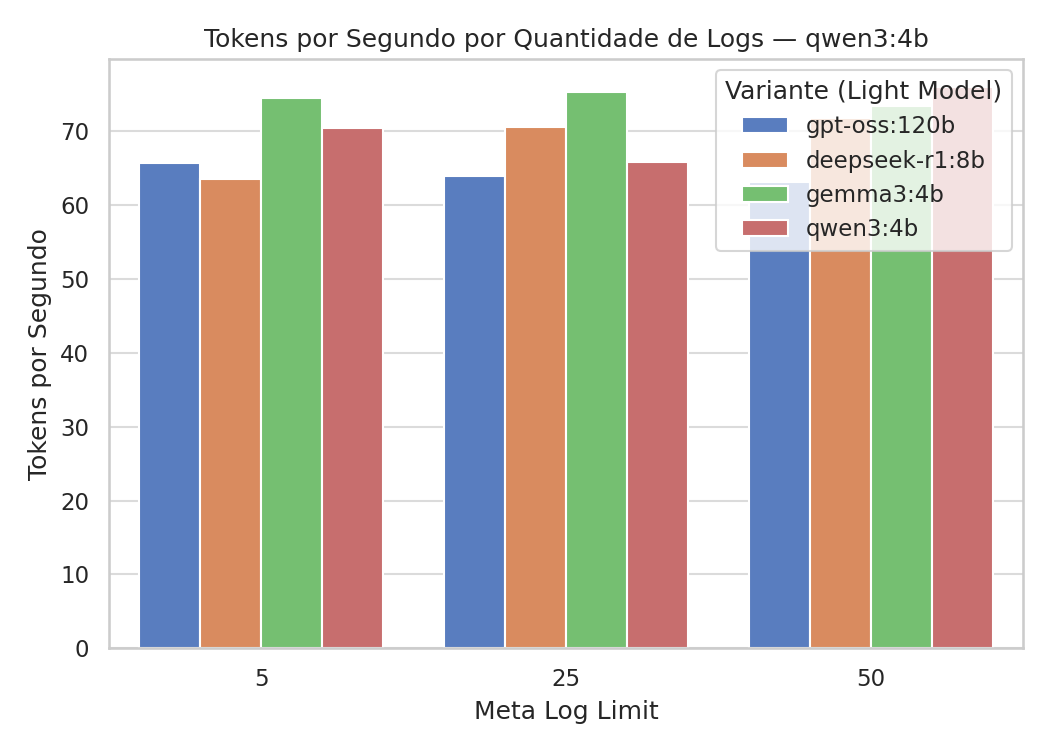 Tokens por Segundo por Quantidade de Logs — qwen3:4b
Variante (Light Model)
gpt-oss:120b
deepseek-r1:8b
gemma3:4b
qwen3:4b
Tokens por Segundo
70
60
50
40
30
20
10
0
5 25 50
Meta Log Limit